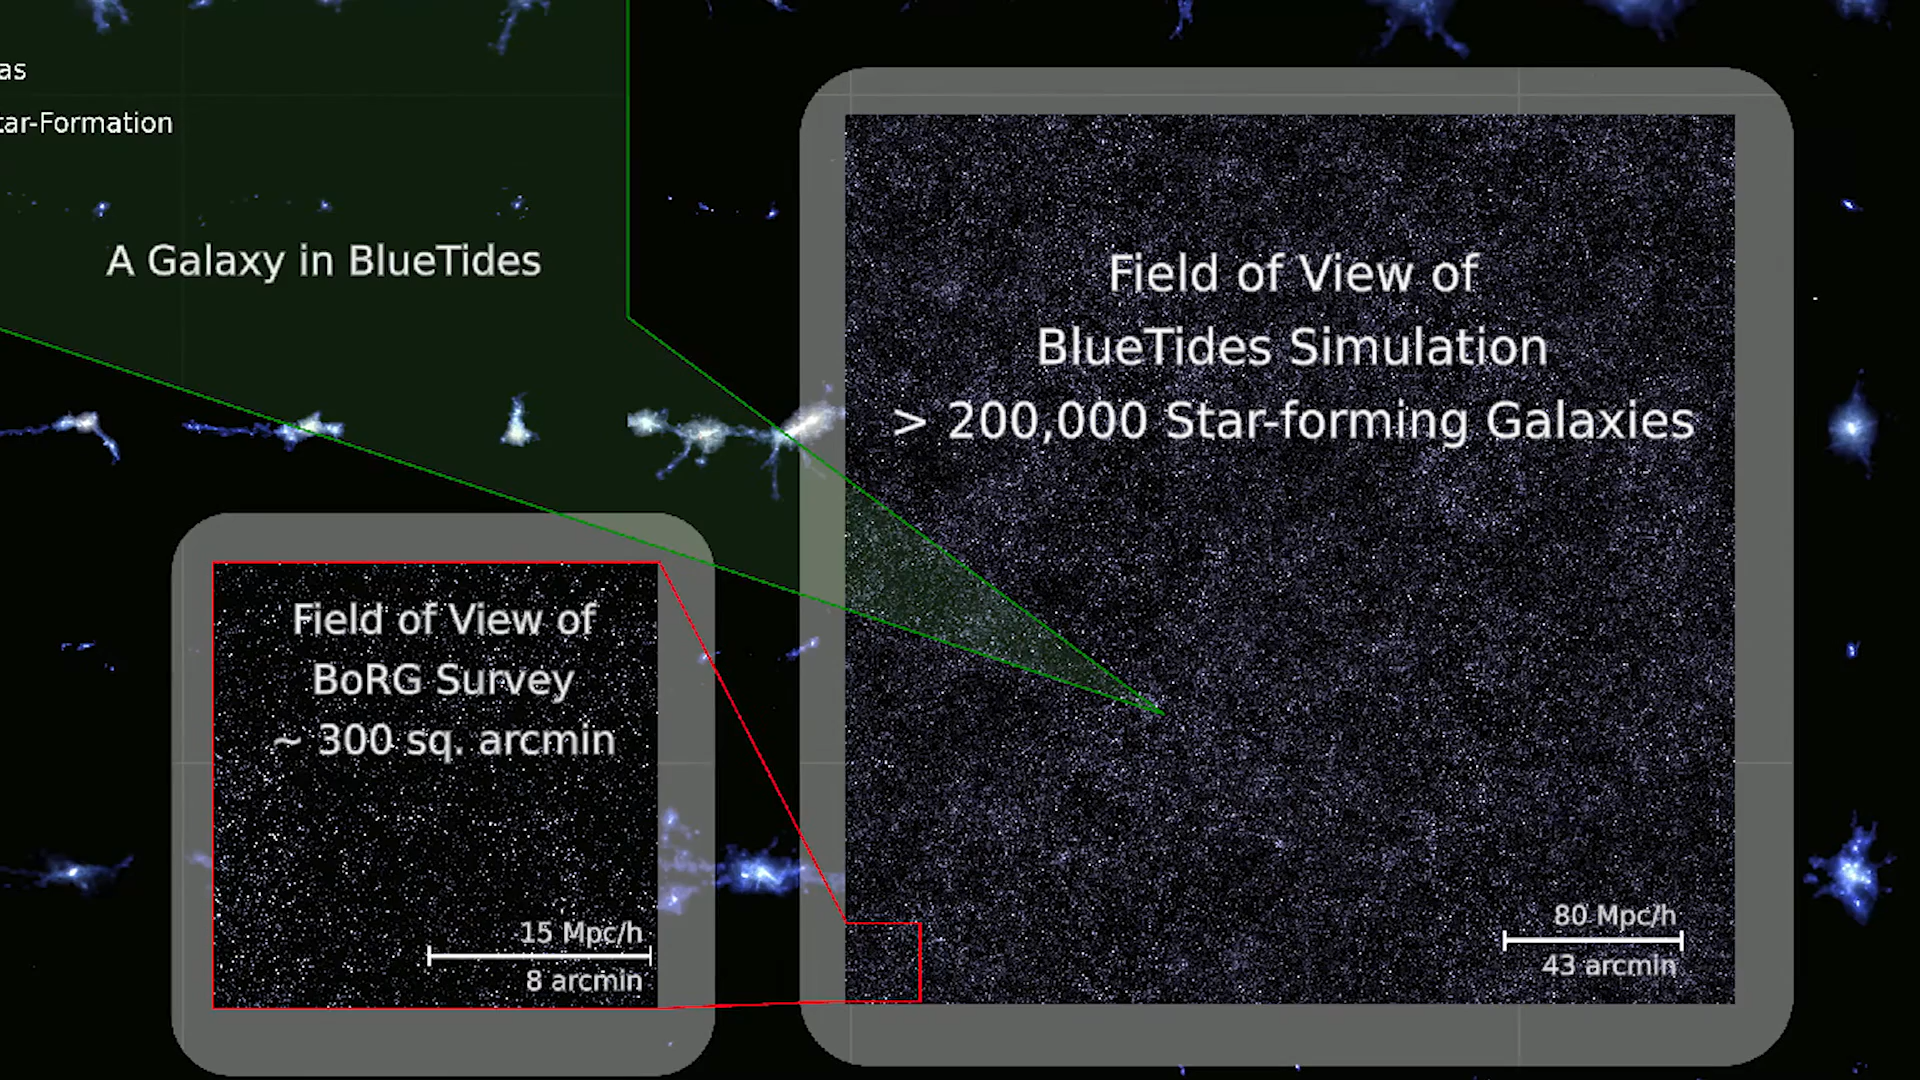 as
tar-Formation
A Galaxy in BlueTides
Field of View of
BlueTides Simulation
> 200,000 Star-forming Galaxies
Field of View of
BoRG Survey
~ 300 sq. arcmin
15 Mpc/h
8 arcmin
80 Mpc/h
43 arcmin